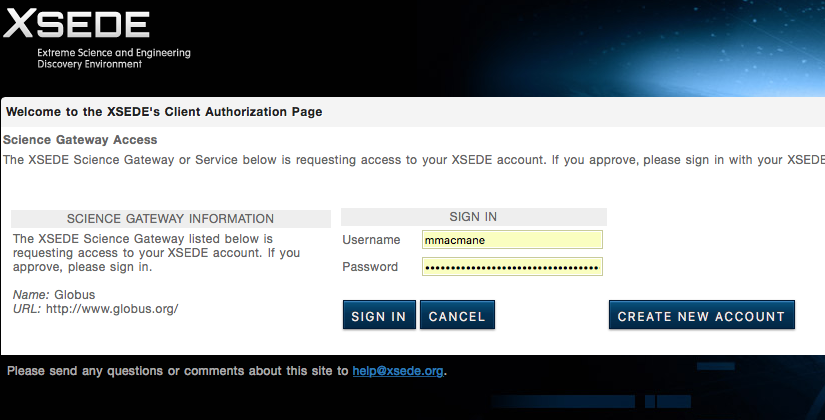 XSEDE
Extreme Science and Engineering
Discovery Environment
Welcome to the XSEDE's Client Authorization Page
Science Gateway Access
The XSEDE Science Gateway or Service below is requesting access to your XSEDE account. If you approve, please sign in with your XSEDE
SCIENCE GATEWAY INFORMATION
The XSEDE Science Gateway listed below is
requesting access to your XSEDE account. If you
approve, please sign in.
Name: Globus
URL: http://www.globus.org/
SIGN IN
Username mmacmane
Password
SIGN IN CANCEL CREATE NEW ACCOUNT
Please send any questions or comments about this site to help@xsede.org.